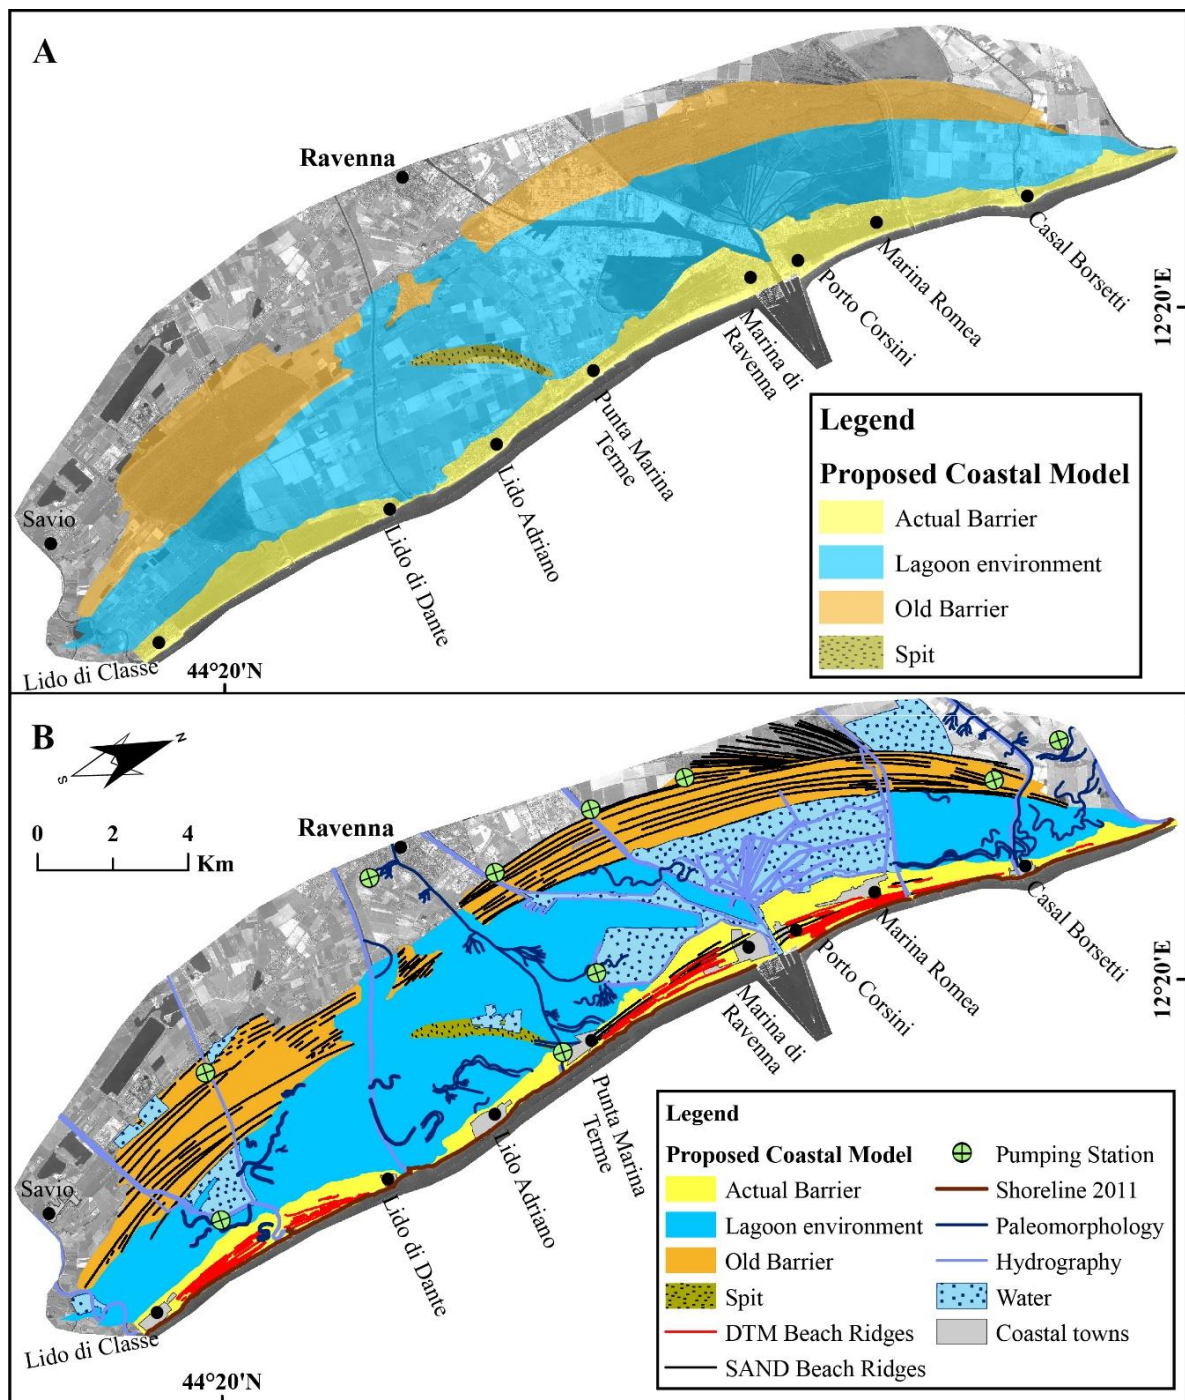 A
Ravenna
Casal Borsetti
Marina Romea
Porto Corsini
Marina di
Ravenna
Punta Marina
Terme
Lido Adriano
Lido di Dante
Savio
Lido di Classe
44°20'N
12°20'E
Legend
Proposed Coastal Model
Actual Barrier
Lagoon environment
Old Barrier
Spit
B
N
S
0 2 4
Km
Ravenna
Casal Borsetti
Marina Romea
Porto Corsini
Marina di
Ravenna
Punta Marina
Terme
Lido Adriano
Lido di Dante
Savio
Lido di Classe
44°20'N
12°20'E
Legend
Proposed Coastal Model
Actual Barrier
Lagoon environment
Old Barrier
Spit
DTM Beach Ridges
SAND Beach Ridges
Pumping Station
Shoreline 2011
Paleomorphology
Hydrography
Water
Coastal towns